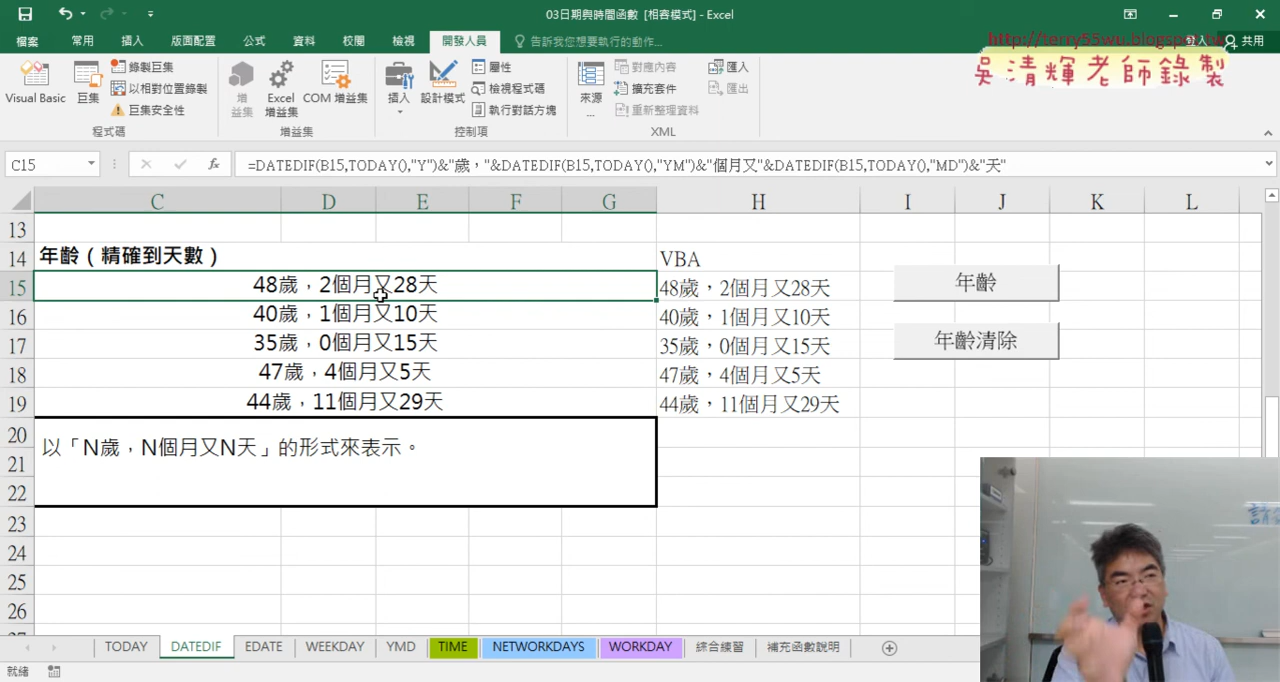 03日期與時間函數 [相容模式] - Excel
檔案 常用 插入 版面配置 公式 資料 校閱 檢視 開發人員 告訴我您想要執行的動作... 登入 共用
http://terry55wu.blogspot.tw
吳清輝老師錄製
Visual Basic 巨集 錄製巨集 以相對位置錄製 巨集安全性
增益集 Excel 增益集 COM 增益集
插入 設計模式 屬性 檢視程式碼 執行對話方塊
來源... 對應內容 擴充套件 重新整理資料 匯入 匯出
程式碼 增益集 控制項 XML
C15 fx =DATEDIF(B15,TODAY(),"Y")&"歲，"&DATEDIF(B15,TODAY(),"YM")&"個月又"&DATEDIF(B15,TODAY(),"MD")&"天"
C D E F G H I J K L
13
14 年齡（精確到天數） VBA
15 48歲，2個月又28天 48歲，2個月又28天 年齡
16 40歲，1個月又10天 40歲，1個月又10天
17 35歲，0個月又15天 35歲，0個月又15天 年齡清除
18 47歲，4個月又5天 47歲，4個月又5天
19 44歲，11個月又29天 44歲，11個月又29天
20 以「N歲，N個月又N天」的形式來表示。
21
22
23
24
25
26
TODAY DATEDIF EDATE WEEKDAY YMD TIME NETWORKDAYS WORKDAY 綜合練習 補充函數說明
就緒